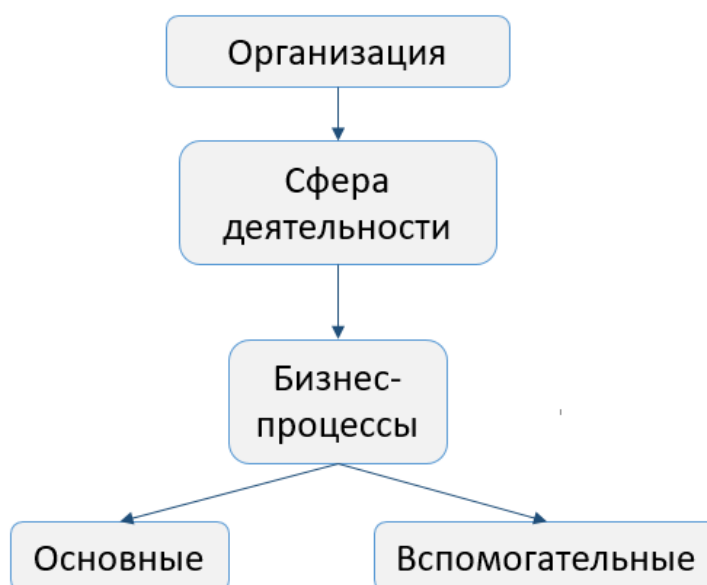 Организация
Сфера
деятельности
Бизнес-
процессы
Основные
Вспомогательные